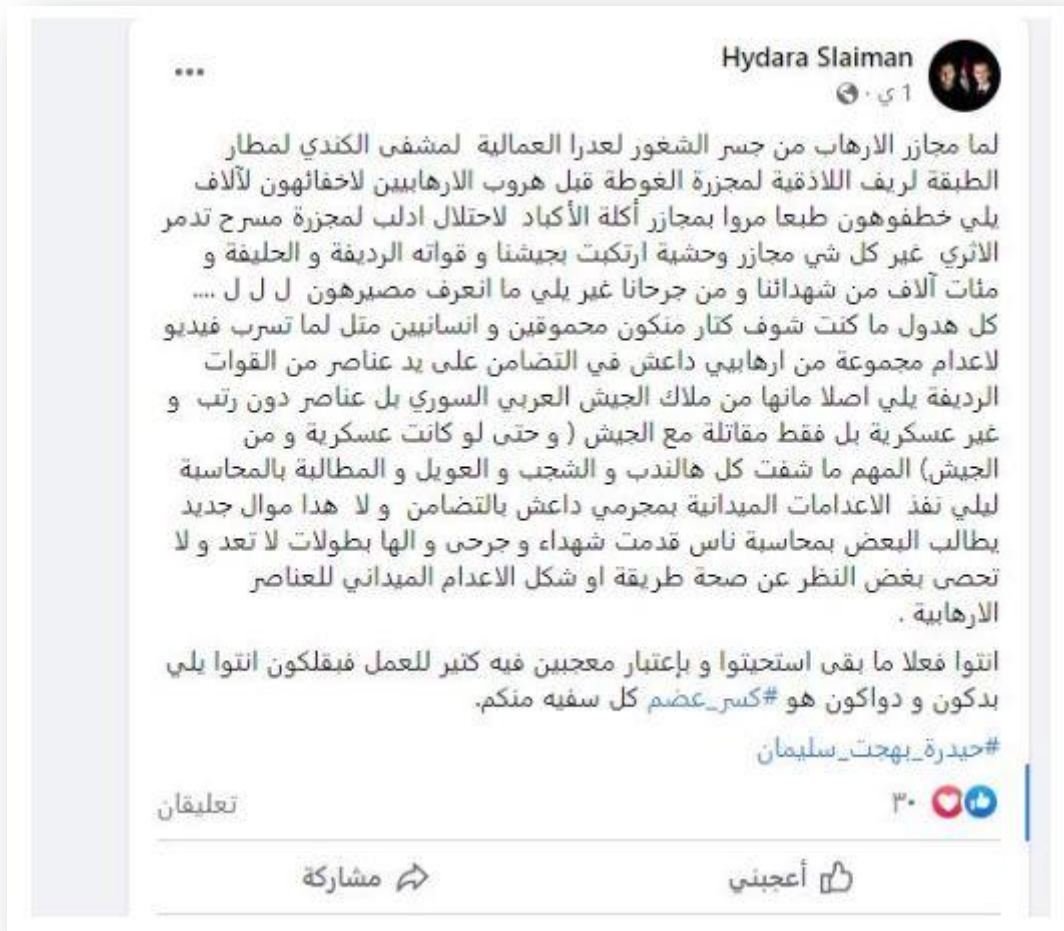 Hydara Slaiman
1 ي ·
لما مجازر الارهاب من جسر الشغور لعدرا العمالية لمشفى الكندي لمطار
الطبقة لريف اللاذقية لمجزرة الغوطة قبل هروب الارهابيين لاخفائهون لآلاف
يلي خطفوهون طبعا مروا بمجازر أكلة الأكباد لاحتلال ادلب لمجزرة مسرح تدمر
الاثري غير كل شي مجازر وحشية ارتكبت بجيشنا و قواته الرديفة و الحليفة و
مئات آلاف من شهدائنا و من جرحانا غير يلي ما انعرف مصيرهون ل ل ل ....
كل هدول ما كنت شوف كتار منكون محموقين و انسانيين متل لما تسرب فيديو
لاعدام مجموعة من ارهابيي داعش في التضامن على يد عناصر من القوات
الرديفة يلي اصلا مانها من ملاك الجيش العربي السوري بل عناصر دون رتب و
غير عسكرية بل فقط مقاتلة مع الجيش ( و حتى لو كانت عسكرية و من
الجيش) المهم ما شفت كل هالندب و الشجب و العويل و المطالبة بالمحاسبة
ليلي نفذ الاعدامات الميدانية بمجرمي داعش بالتضامن و لا هدا موال جديد
يطالب البعض بمحاسبة ناس قدمت شهداء و جرحى و الها بطولات لا تعد و لا
تحصى بغض النظر عن صحة طريقة او شكل الاعدام الميداني للعناصر
الارهابية .
انتوا فعلا ما بقى استحيتوا و بإعتبار معجبين فيه كتير للعمل فبقلكون انتوا يلي
بدكون و دواكون هو #كسر_عضم كل سفيه منكم.
#حيدرة_بهجت_سليمان
٣٠
تعليقان
أعجبني
مشاركة